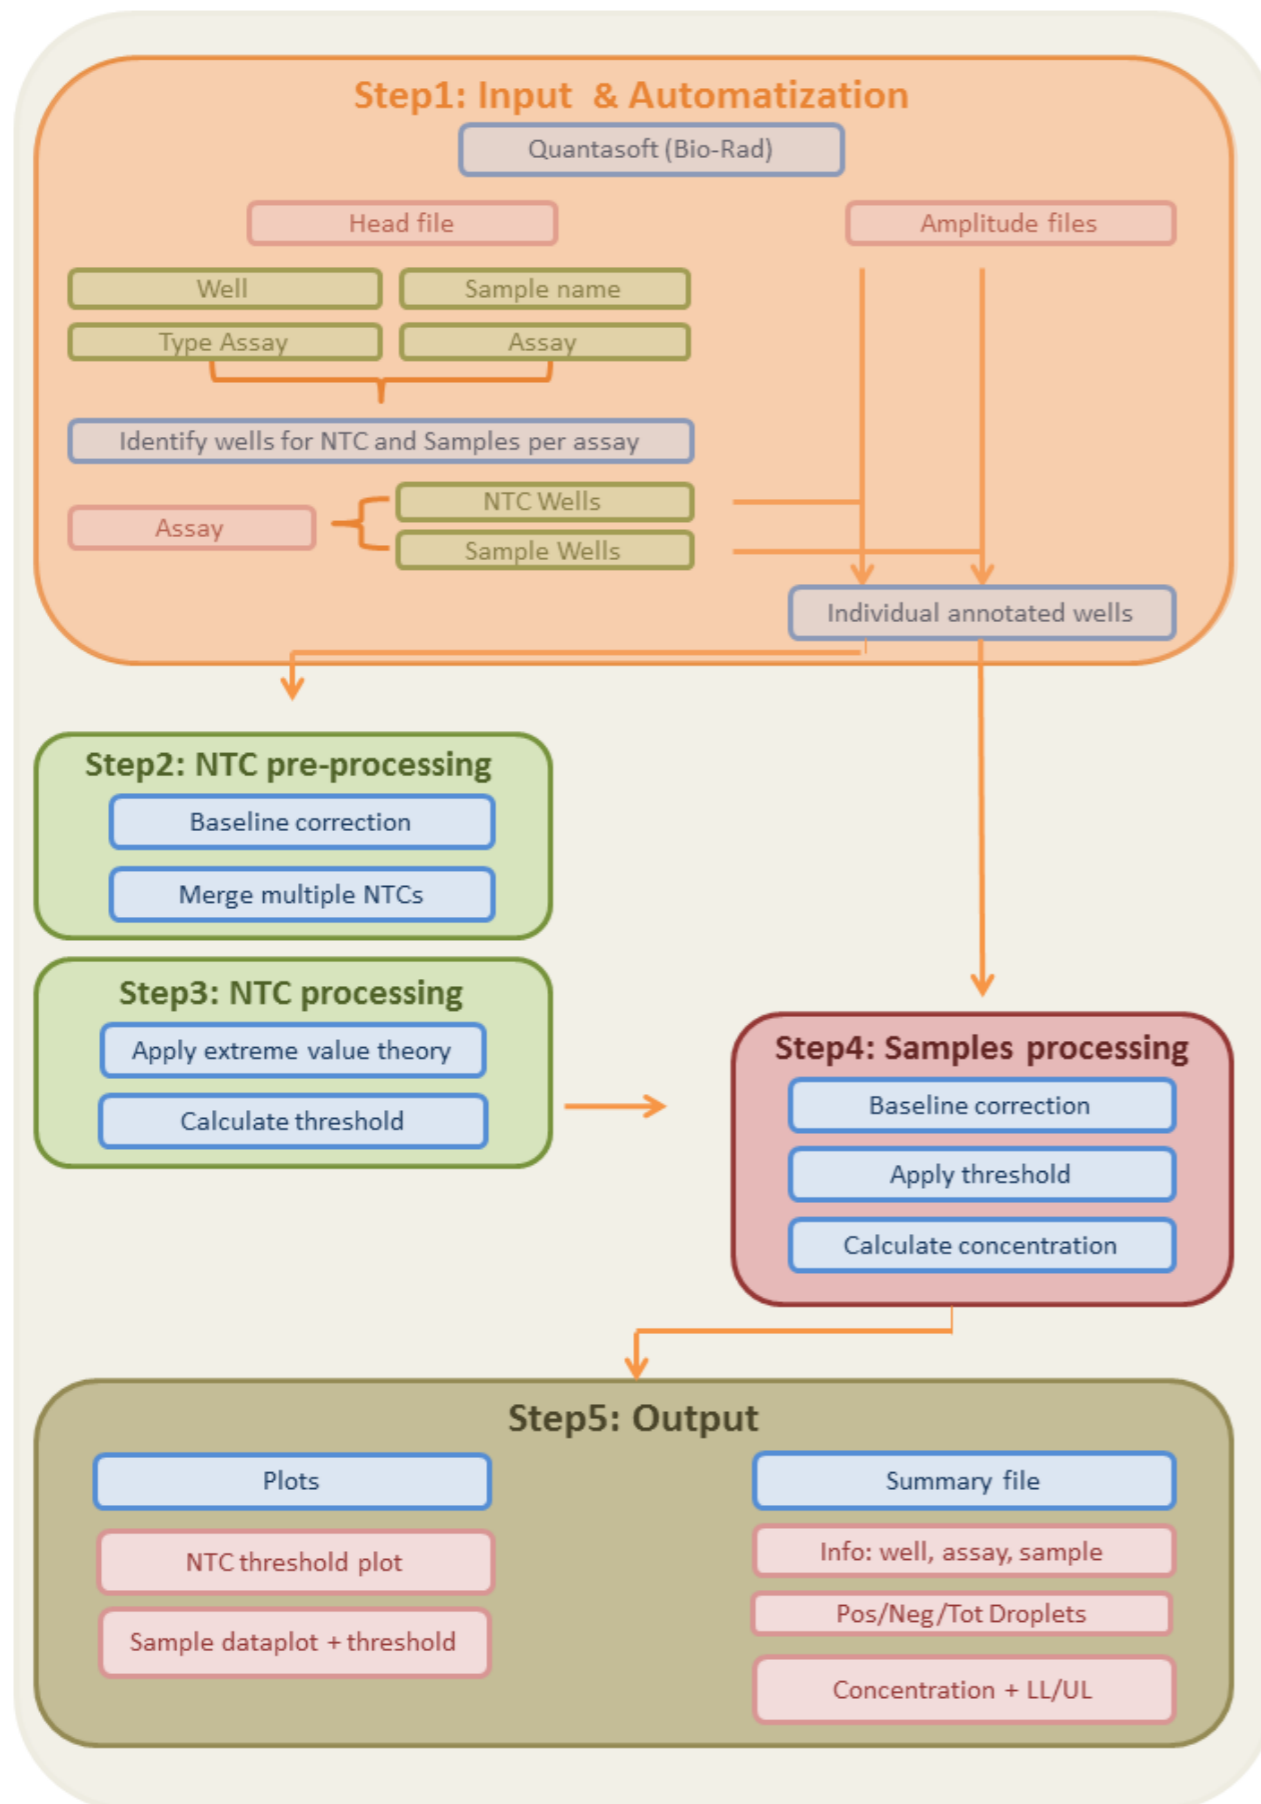 Step1: Input & Automatization
Quantasoft (Bio-Rad)
Head file
Amplitude files
Well
Sample name
Type Assay
Assay
Identify wells for NTC and Samples per assay
Assay
NTC Wells
Sample Wells
Individual annotated wells
Step2: NTC pre-processing
Baseline correction
Merge multiple NTCs
Step3: NTC processing
Apply extreme value theory
Calculate threshold
Step4: Samples processing
Baseline correction
Apply threshold
Calculate concentration
Step5: Output
Plots
NTC threshold plot
Sample dataplot + threshold
Summary file
Info: well, assay, sample
Pos/Neg/Tot Droplets
Concentration + LL/UL